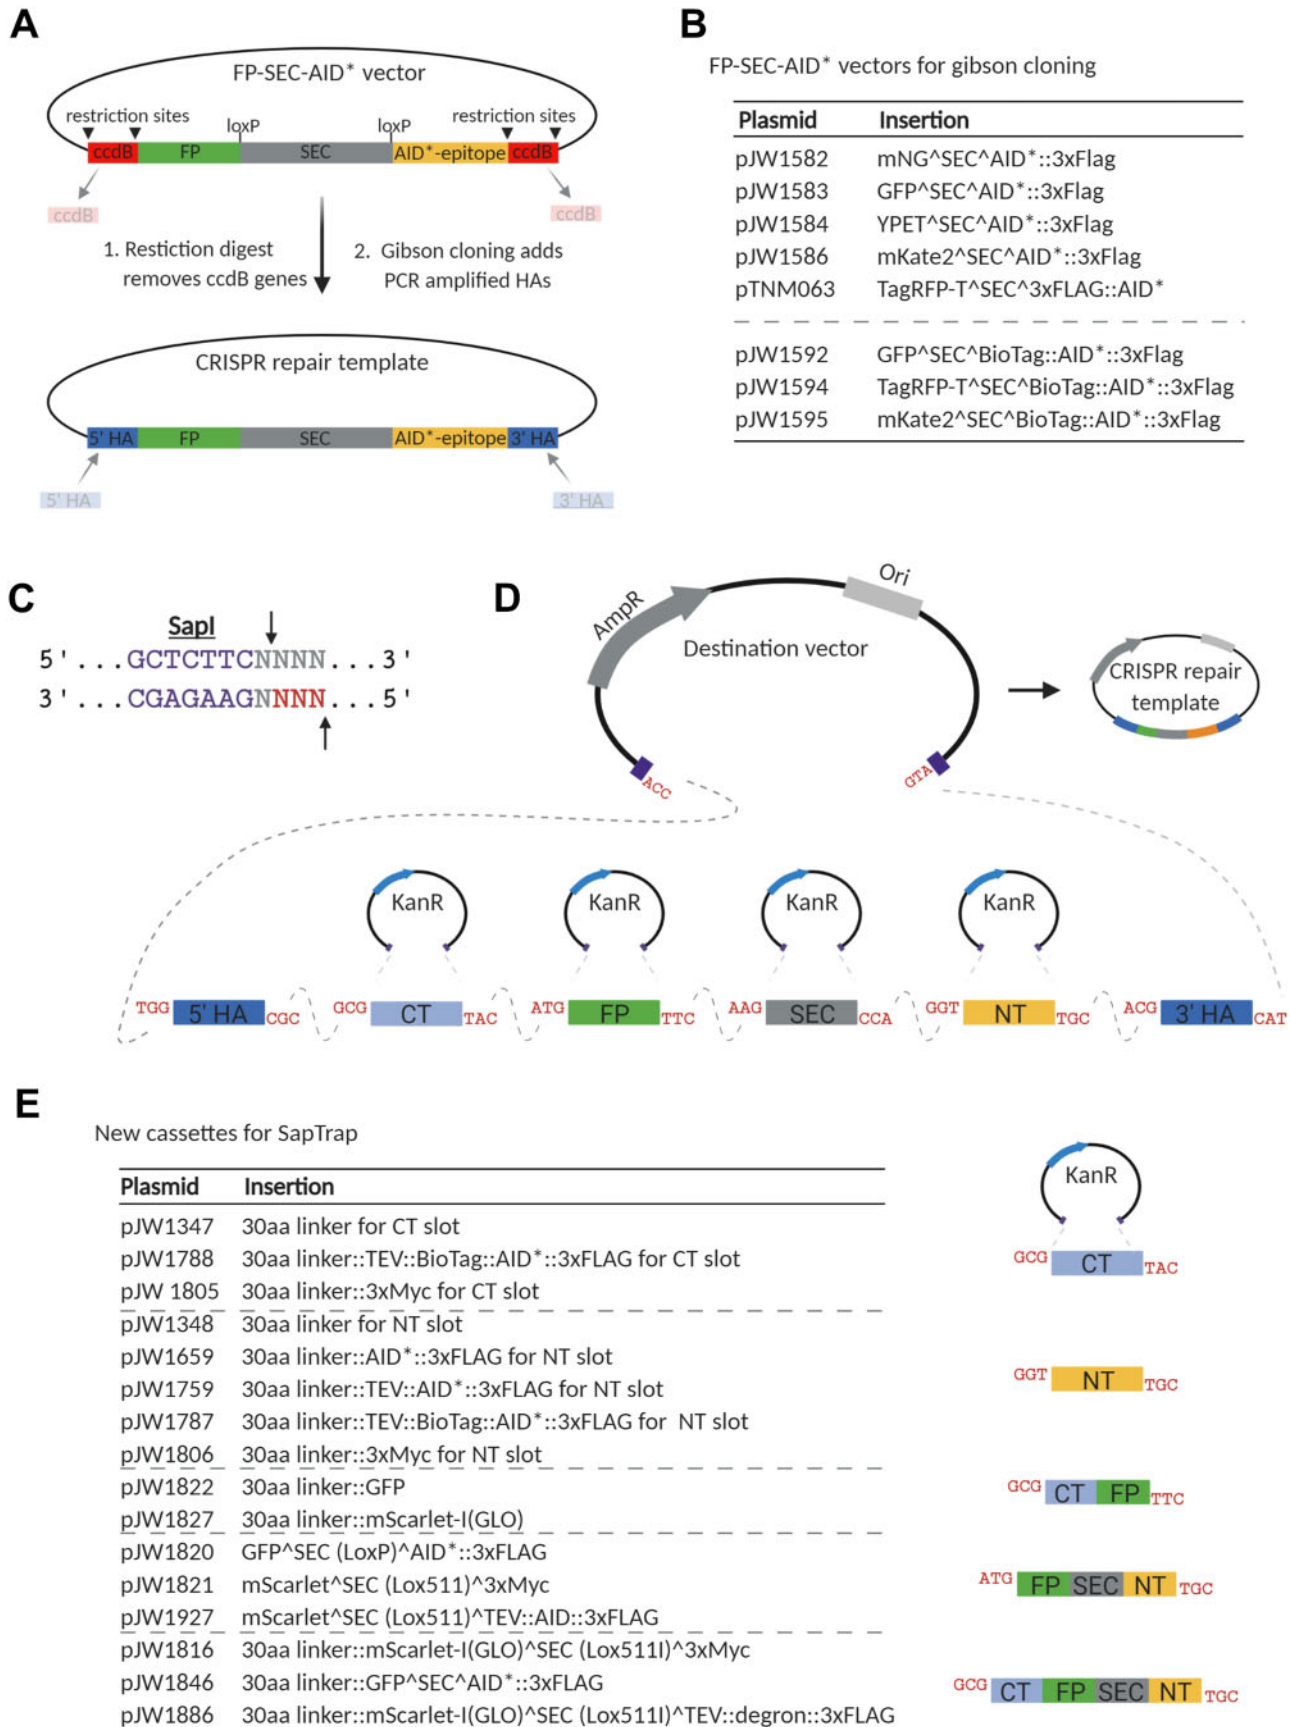 A
FP-SEC-AID* vector
restriction sites
loxP
loxP
restriction sites
ccdB
FP
SEC
AID*-epitope
ccdB
ccdB
ccdB
1. Restiction digest
removes ccdB genes
2. Gibson cloning adds
PCR amplified HAs
CRISPR repair template
5' HA
FP
SEC
AID*-epitope
3' HA
5' HA
3' HA
B
FP-SEC-AID* vectors for gibson cloning
Plasmid Insertion
pJW1582 mNG^SEC^AID*::3xFlag
pJW1583 GFP^SEC^AID*::3xFlag
pJW1584 YPET^SEC^AID*::3xFlag
pJW1586 mKate2^SEC^AID*::3xFlag
pTNM063 TagRFP-T^SEC^3xFLAG::AID*
pJW1592 GFP^SEC^BioTag::AID*::3xFlag
pJW1594 TagRFP-T^SEC^BioTag::AID*::3xFlag
pJW1595 mKate2^SEC^BioTag::AID*::3xFlag
C
SapI
5'...GCTCTTCNNNN...3'
3'...CGAGAAGNNNN...5'
D
AmpR
Ori
Destination vector
ACC
GTA
CRISPR repair
template
KanR
KanR
KanR
KanR
TGG 5' HA CGC
GCG CT TAC
ATG FP TTC
AAG SEC CCA
GGT NT TGC
ACG 3' HA CAT
E
New cassettes for SapTrap
Plasmid Insertion
pJW1347 30aa linker for CT slot
pJW1788 30aa linker::TEV::BioTag::AID*::3xFLAG for CT slot
pJW 1805 30aa linker::3xMyc for CT slot
pJW1348 30aa linker for NT slot
pJW1659 30aa linker::AID*::3xFLAG for NT slot
pJW1759 30aa linker::TEV::AID*::3xFLAG for NT slot
pJW1787 30aa linker::TEV::BioTag::AID*::3xFLAG for NT slot
pJW1806 30aa linker::3xMyc for NT slot
pJW1822 30aa linker::GFP
pJW1827 30aa linker::mScarlet-I(GLO)
pJW1820 GFP^SEC (LoxP)^AID*::3xFLAG
pJW1821 mScarlet^SEC (Lox511)^3xMyc
pJW1927 mScarlet^SEC (Lox511)^TEV::AID::3xFLAG
pJW1816 30aa linker::mScarlet-I(GLO)^SEC (Lox511I)^3xMyc
pJW1846 30aa linker::GFP^SEC^AID*::3xFLAG
pJW1886 30aa linker::mScarlet-I(GLO)^SEC (Lox511I)^TEV::degron::3xFLAG
KanR
GCG CT TAC
GGT NT TGC
GCG CT FP TTC
ATG FP SEC NT TGC
GCG CT FP SEC NT TGC